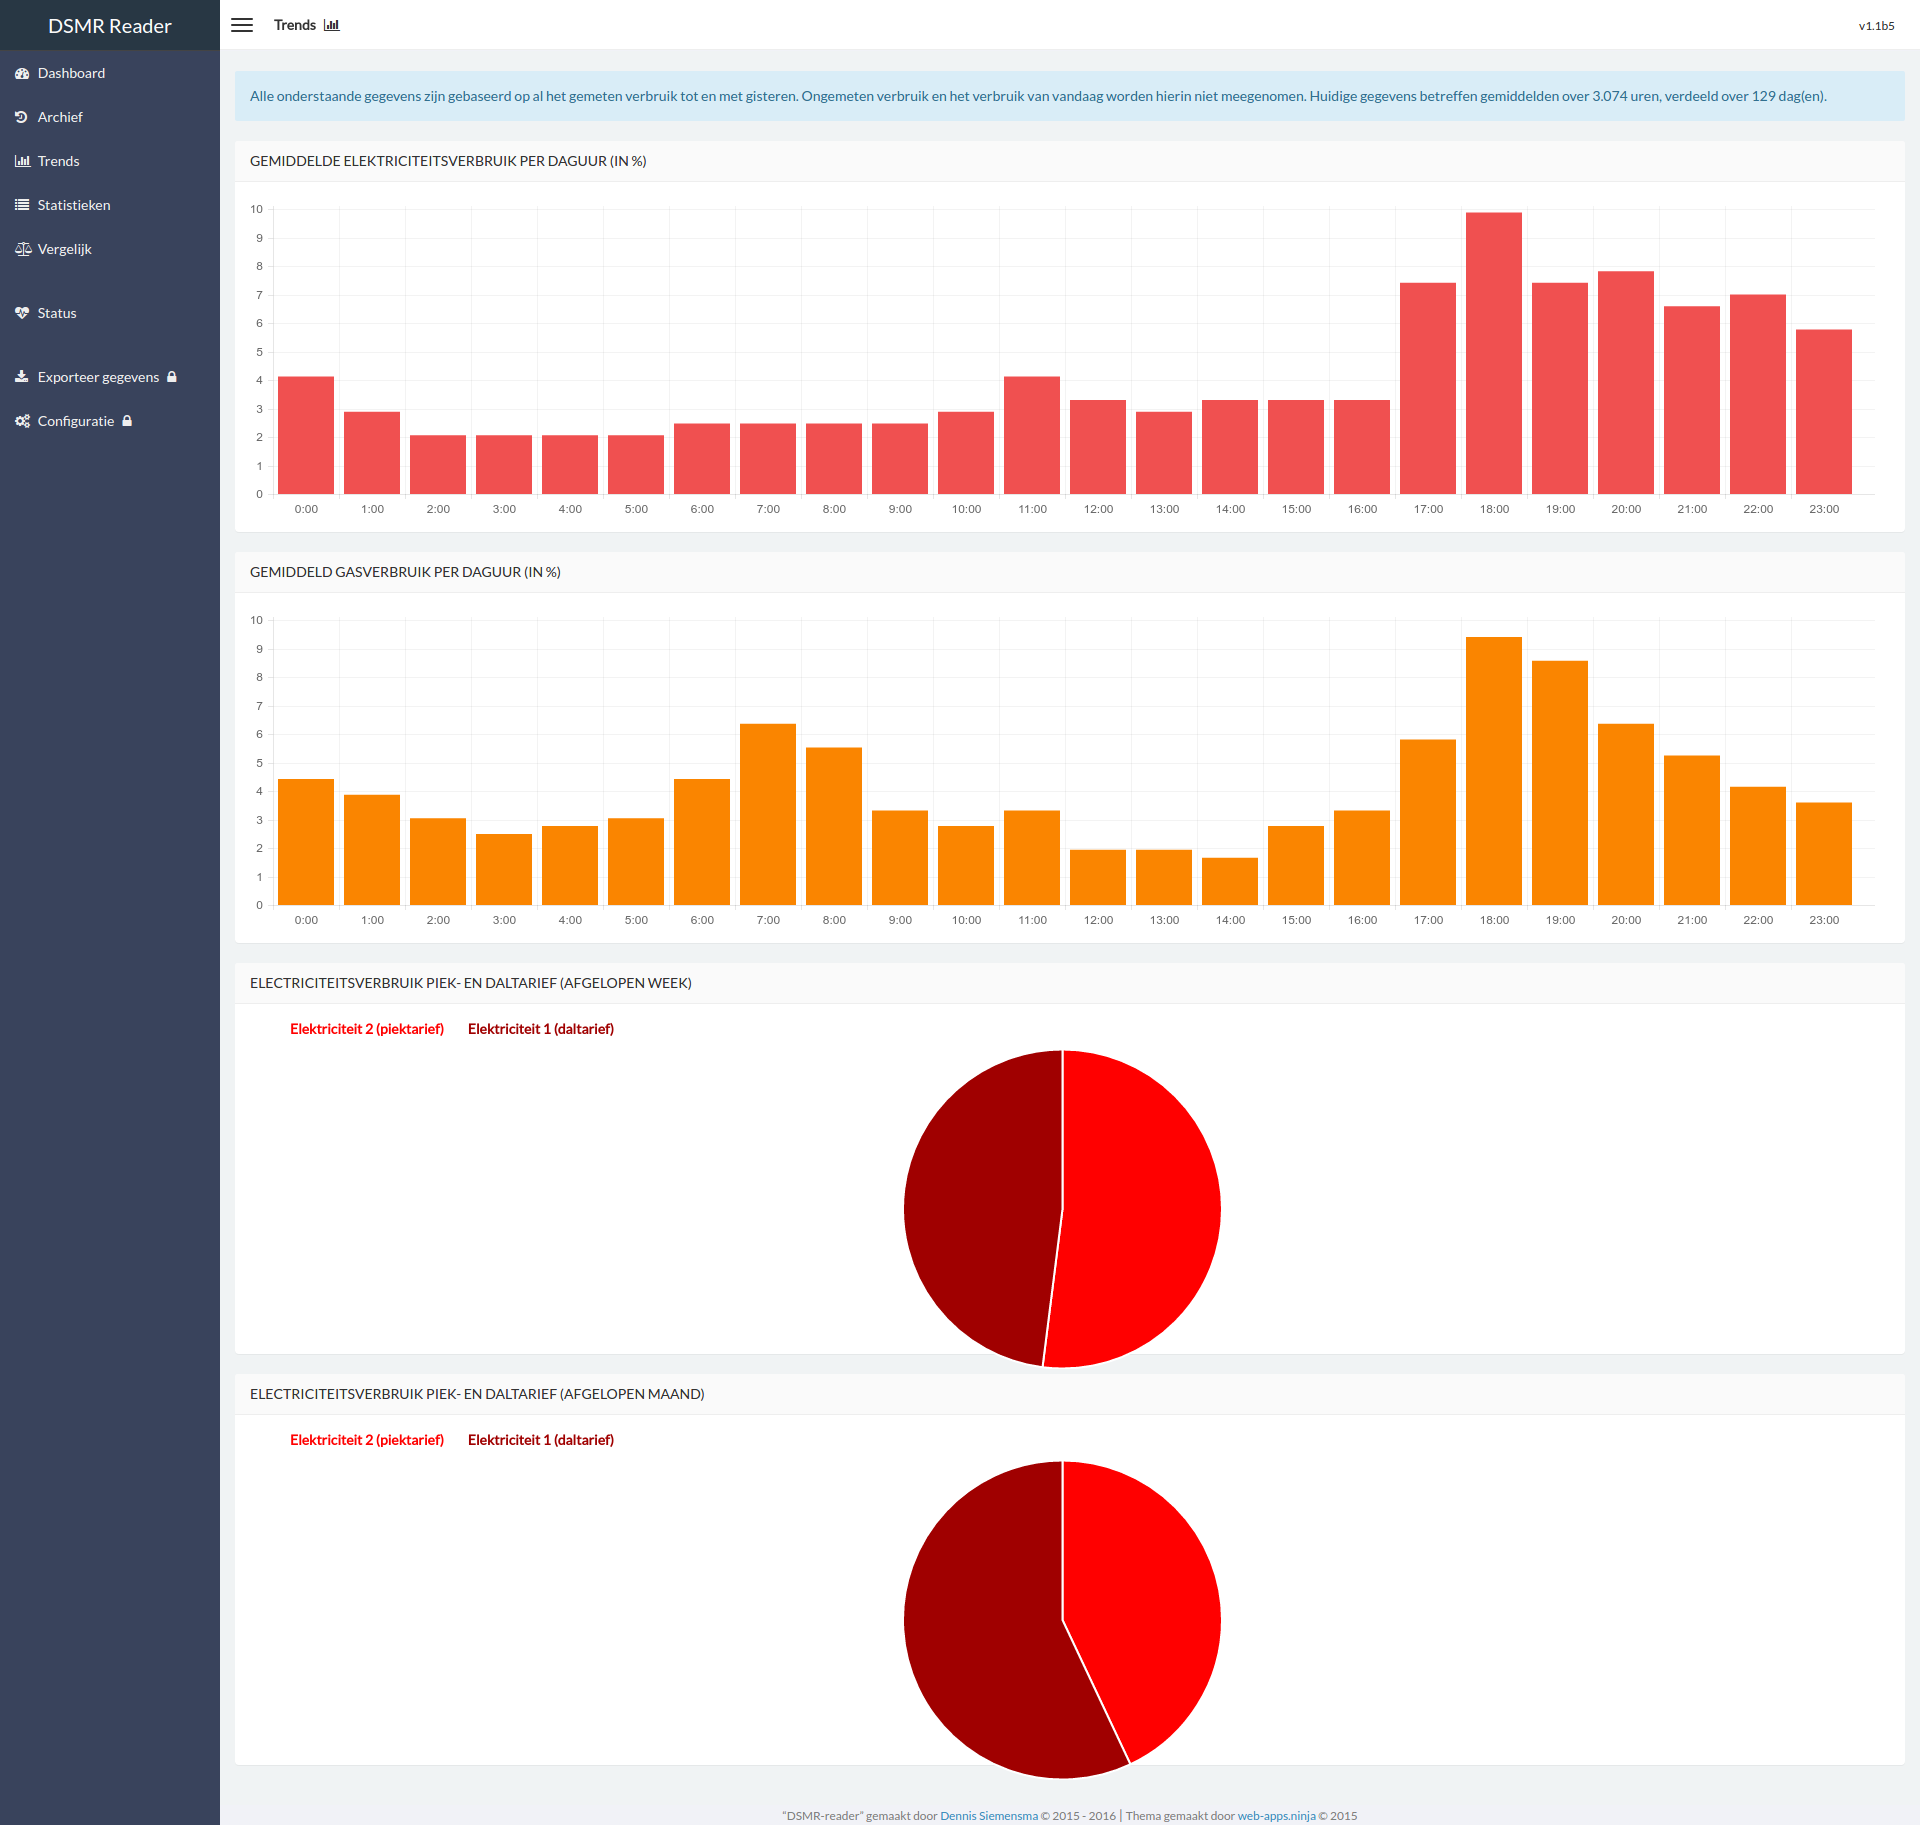 DSMR Reader
Trends
v1.1b5
Dashboard
Archief
Trends
Statistieken
Vergelijk
Status
Exporteer gegevens
Configuratie
Alle onderstaande gegevens zijn gebaseerd op al het gemeten verbruik tot en met gisteren. Ongemeten verbruik en het verbruik van vandaag worden hierin niet meegenomen. Huidige gegevens betreffen gemiddelden over 3.074 uren, verdeeld over 129 dag(en).
GEMIDDELDE ELEKTRICITEITSVERBRUIK PER DAGUUR (IN %)
10
9
8
7
6
5
4
3
2
1
0
0:00 1:00 2:00 3:00 4:00 5:00 6:00 7:00 8:00 9:00 10:00 11:00 12:00 13:00 14:00 15:00 16:00 17:00 18:00 19:00 20:00 21:00 22:00 23:00
GEMIDDELD GASVERBRUIK PER DAGUUR (IN %)
10
9
8
7
6
5
4
3
2
1
0
0:00 1:00 2:00 3:00 4:00 5:00 6:00 7:00 8:00 9:00 10:00 11:00 12:00 13:00 14:00 15:00 16:00 17:00 18:00 19:00 20:00 21:00 22:00 23:00
ELECTRICITEITSVERBRUIK PIEK- EN DALTARIEF (AFGELOPEN WEEK)
Elektriciteit 2 (piektarief) Elektriciteit 1 (daltarief)
ELECTRICITEITSVERBRUIK PIEK- EN DALTARIEF (AFGELOPEN MAAND)
Elektriciteit 2 (piektarief) Elektriciteit 1 (daltarief)
"DSMR-reader" gemaakt door Dennis Siemensma © 2015 - 2016 | Thema gemaakt door web-apps.ninja © 2015